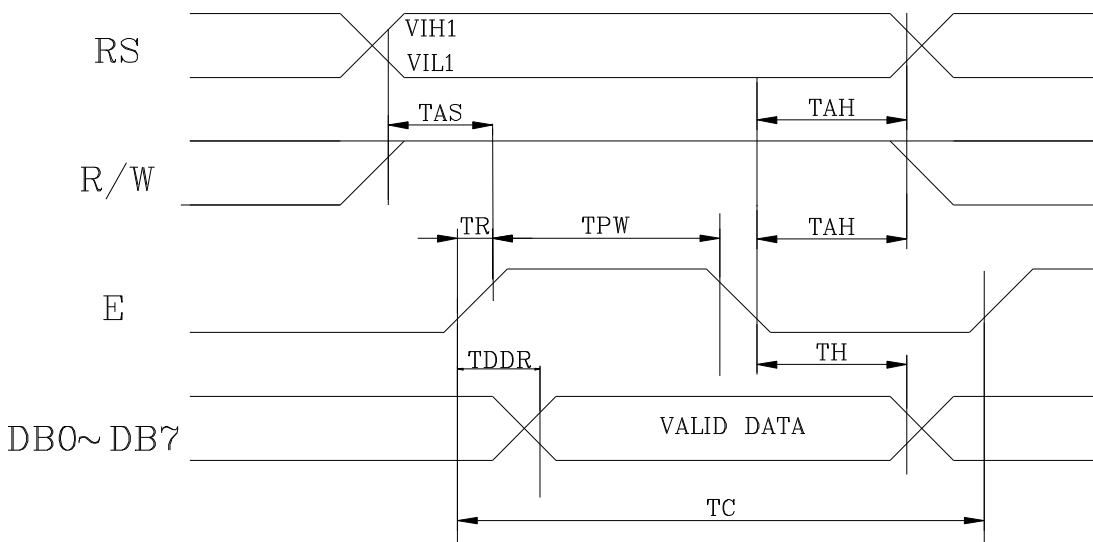 RS
VIH1
VIL1
TAS
TAH
R/W
TR
TPW
TAH
E
TDDR
TH
DB0~DB7
VALID DATA
TC